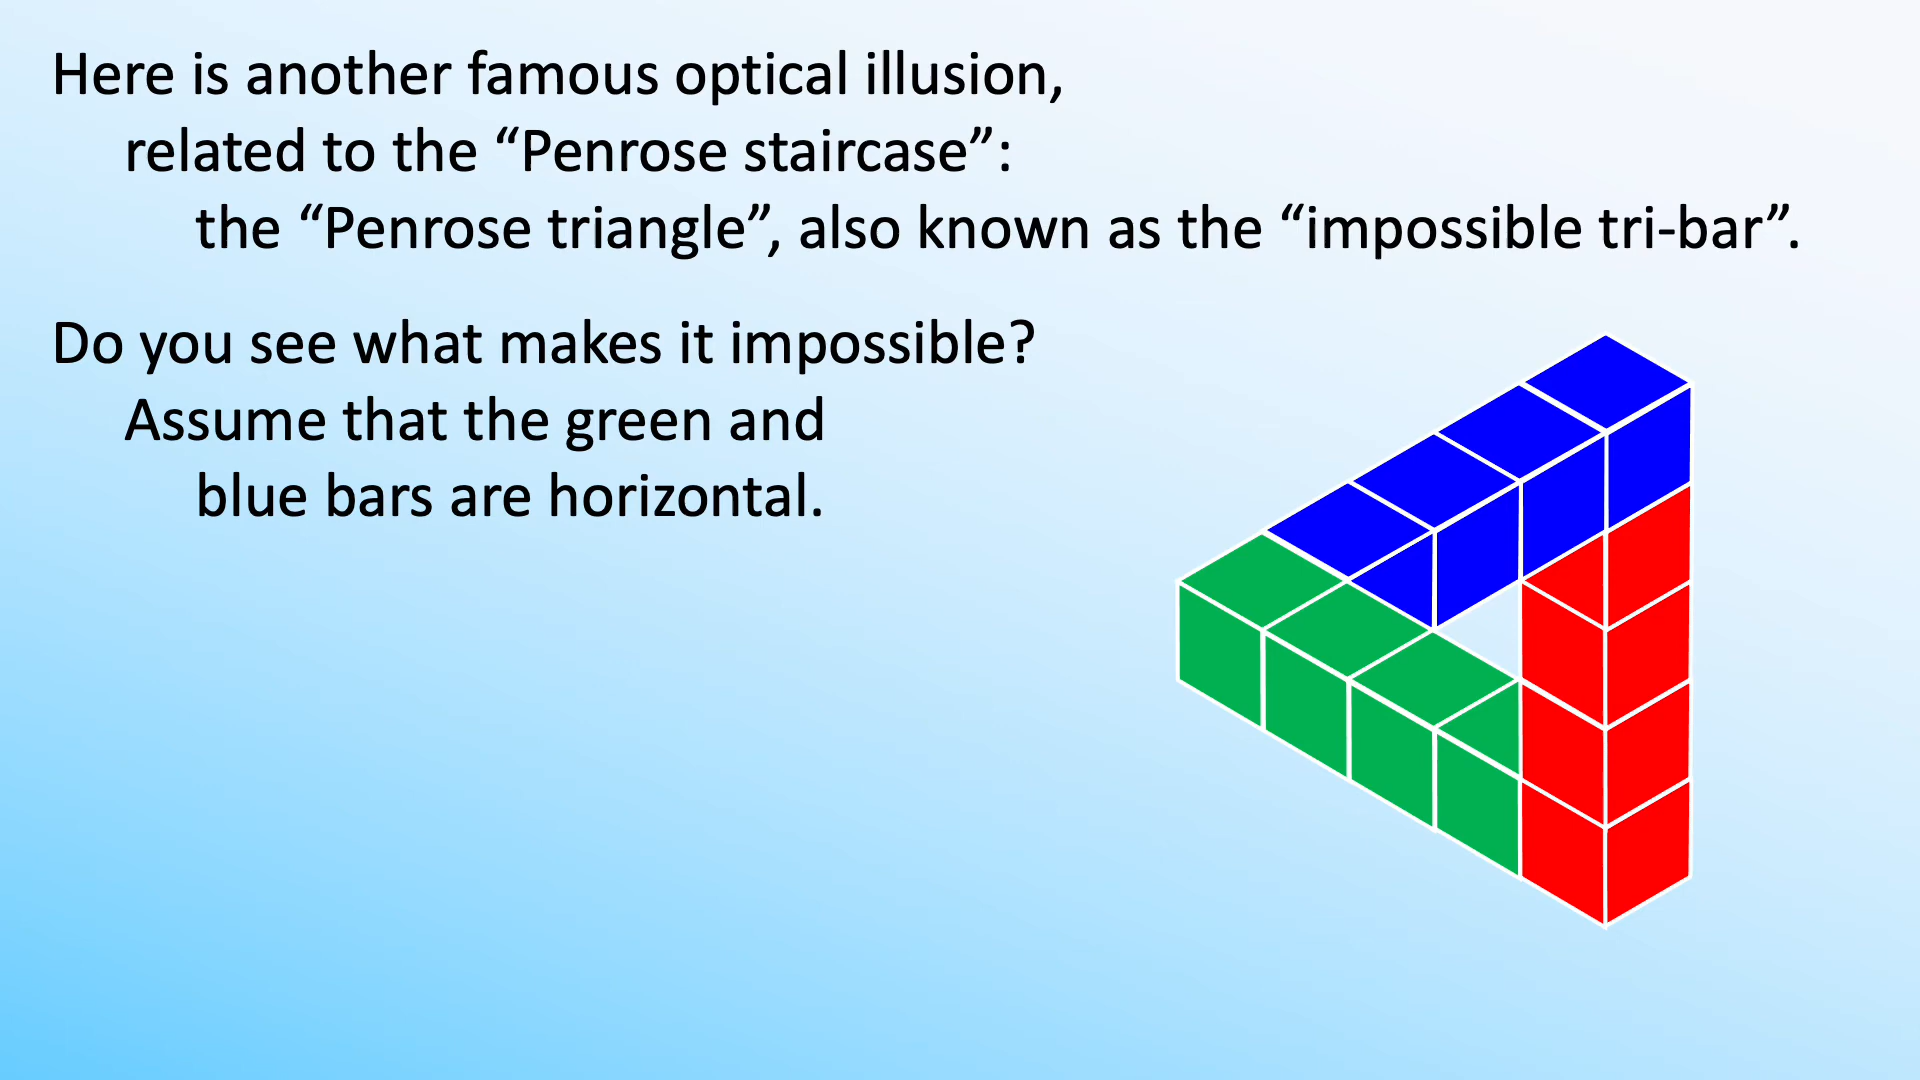 Here is another famous optical illusion,
related to the “Penrose staircase”:
the “Penrose triangle”, also known as the “impossible tri-bar”.
Do you see what makes it impossible?
Assume that the green and
blue bars are horizontal.